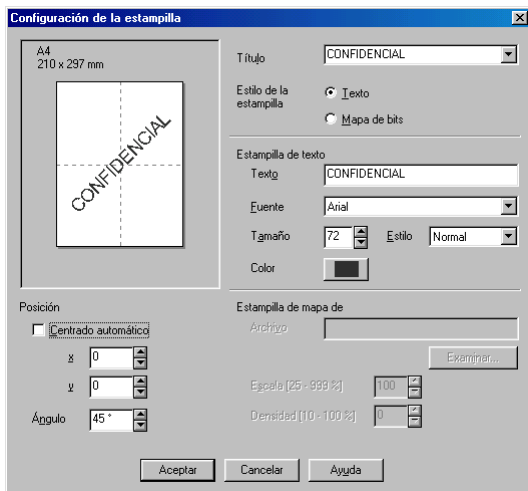 Configuración de la estampilla
A4
210 x 297 mm
CONFIDENCIAL
Título CONFIDENCIAL
Estilo de la estampilla
Texto
Mapa de bits
Estampilla de texto
Texto CONFIDENCIAL
Fuente Arial
Tamaño 72 Estilo Normal
Color
Posición
Centrado automático
x 0
y 0
Ángulo 45 °
Estampilla de mapa de
Archivo
Examinar...
Escala [25 - 999 %] 100
Densidad [10 - 100 %] 0
Aceptar Cancelar Ayuda